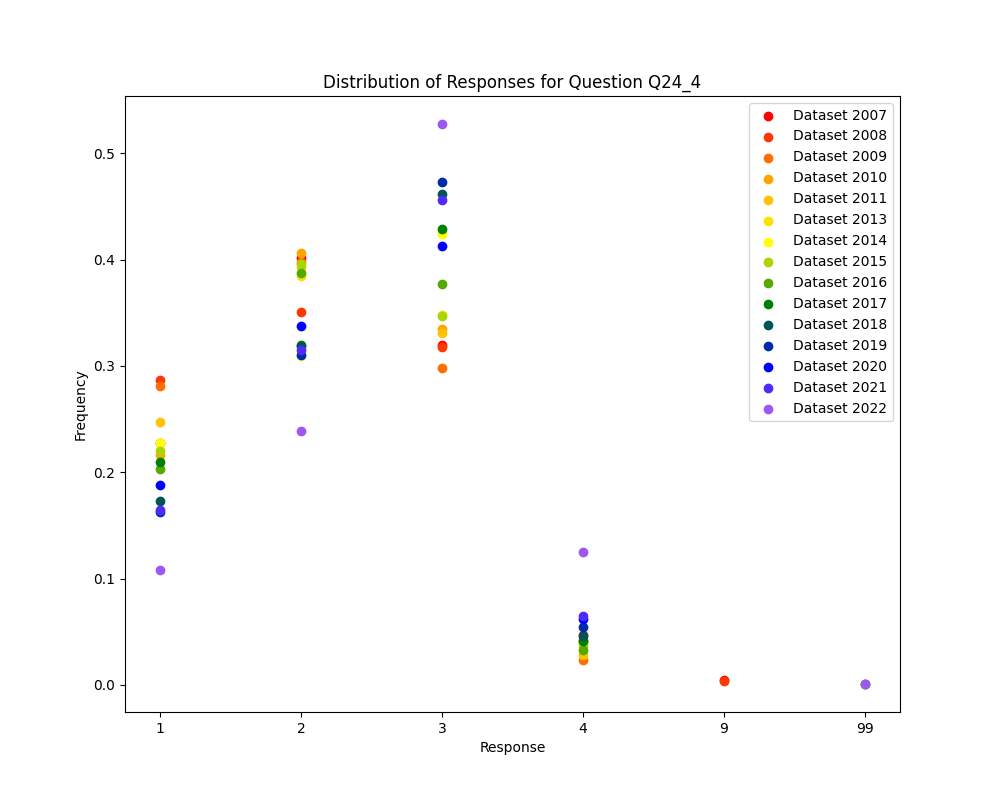 Distribution of Responses for Question Q24_4
Dataset 2007
Dataset 2008
Dataset 2009
Dataset 2010
Dataset 2011
Dataset 2013
Dataset 2014
Dataset 2015
Dataset 2016
Dataset 2017
Dataset 2018
Dataset 2019
Dataset 2020
Dataset 2021
Dataset 2022
Frequency
0.5
0.4
0.3
0.2
0.1
0.0
1 2 3 4 9 99
Response